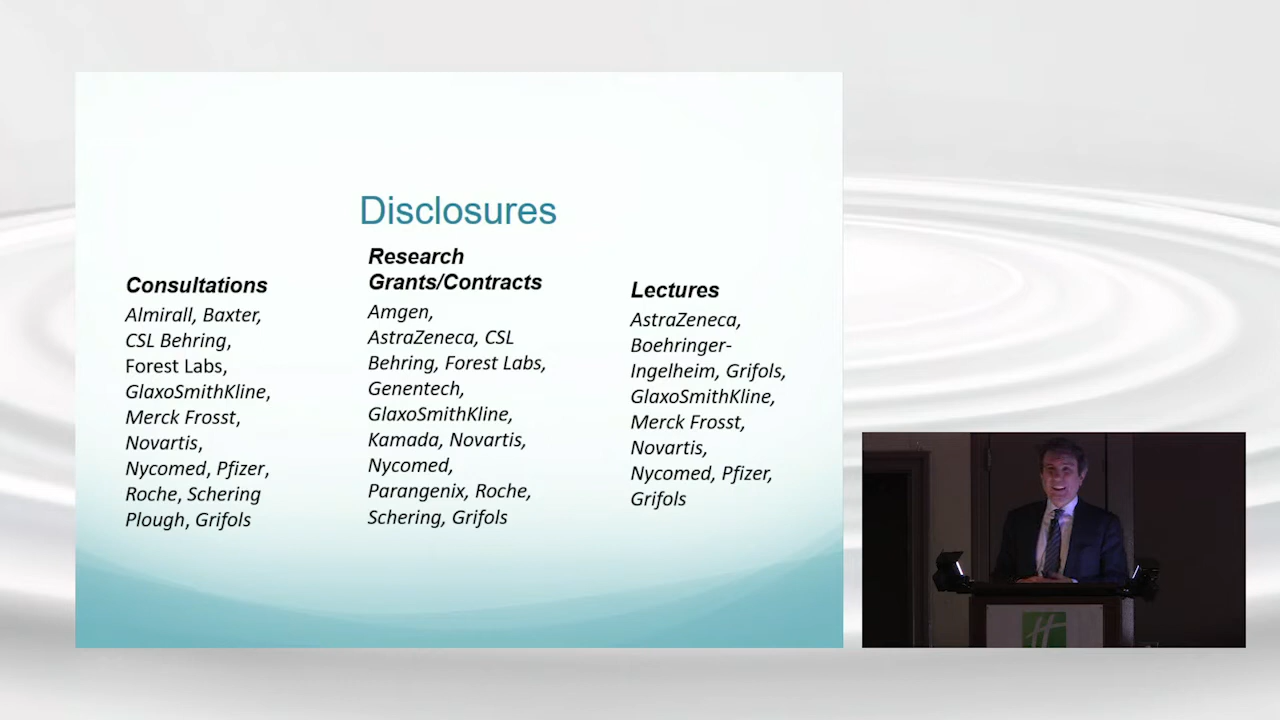 Disclosures
Consultations
Almirall, Baxter,
CSL Behring,
Forest Labs,
GlaxoSmithKline,
Merck Frosst,
Novartis,
Nycomed, Pfizer,
Roche, Schering
Plough, Grifols
Research
Grants/Contracts
Amgen,
AstraZeneca, CSL
Behring, Forest Labs,
Genentech,
GlaxoSmithKline,
Kamada, Novartis,
Nycomed,
Parangenix, Roche,
Schering, Grifols
Lectures
AstraZeneca,
Boehringer-
Ingelheim, Grifols,
GlaxoSmithKline,
Merck Frosst,
Novartis,
Nycomed, Pfizer,
Grifols
H